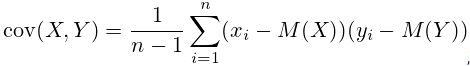 cov(X, Y) = \frac{1}{n-1} \sum_{i=1}^{n} (x_i - M(X))(y_i - M(Y)) ,